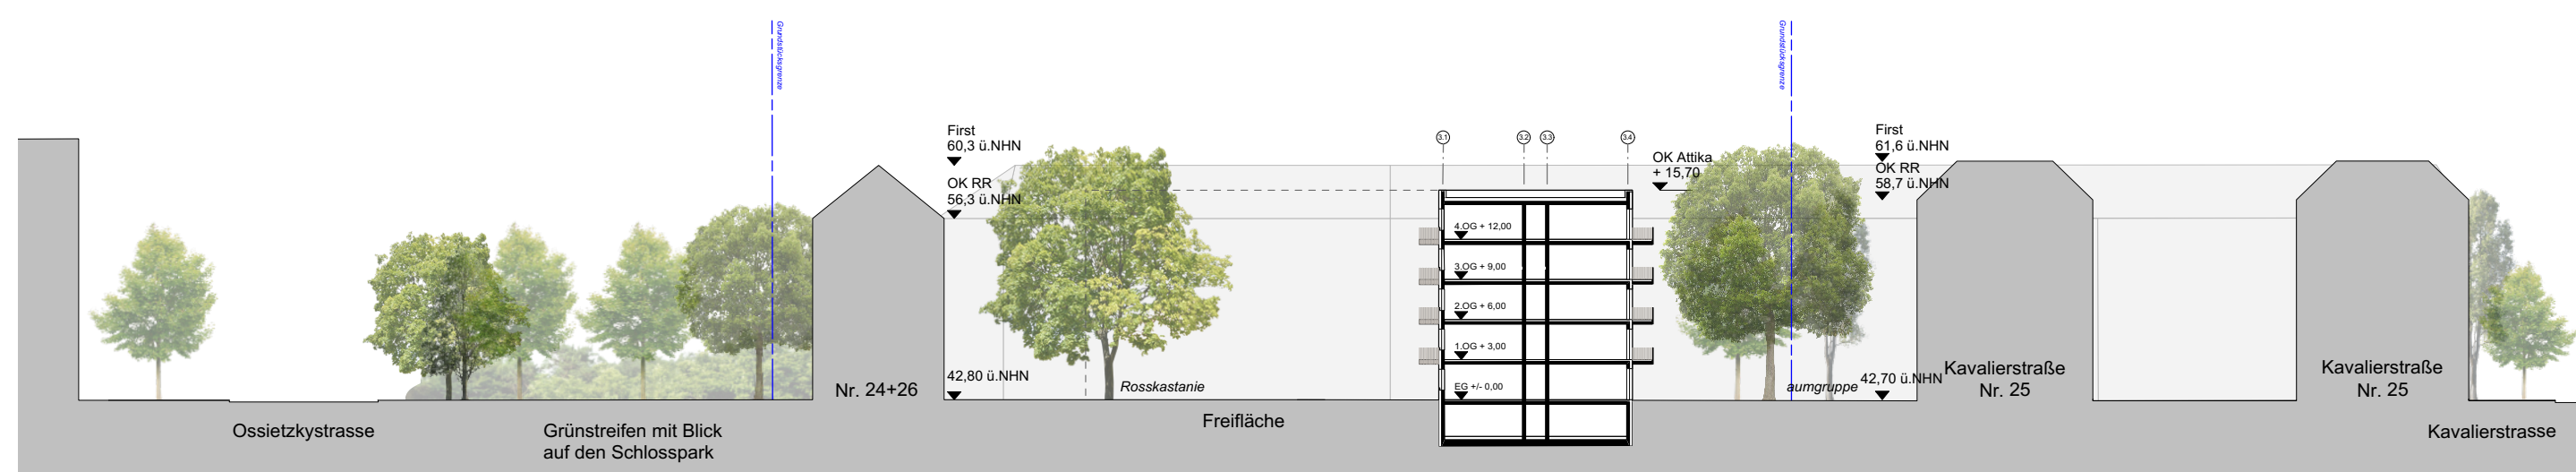 Grundstücksgrenze
Grundstücksgrenze
First
60,3 ü.NHN
OK RR
56,3 ü.NHN
42,80 ü.NHN
3.1
3.2
3.3
3.4
OK Attika
+ 15,70
First
61,6 ü.NHN
OK RR
58,7 ü.NHN
4.OG + 12,00
3.OG + 9,00
2.OG + 6,00
1.OG + 3,00
EG +/- 0,00
Nr. 24+26
Rosskastanie
aumgruppe
42,70 ü.NHN
Kavalierstraße
Nr. 25
Kavalierstraße
Nr. 25
Ossietzkystrasse
Grünstreifen mit Blick
auf den Schlosspark
Freifläche
Kavalierstrasse